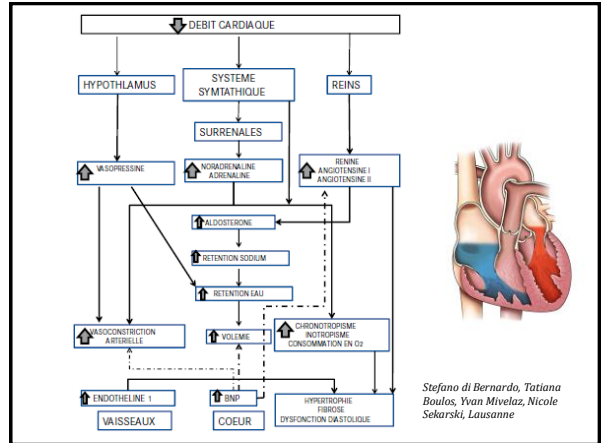 DEBIT CARDIAQUE
HYPOTHLAMUS
SYSTEME
SYMTATHIQUE
REINS
SURRENALES
VASOPRESSINE
NORADRENALINE
ADRENALINE
RENINE
ANGIOTENSINE I
ANGIOTENSINE II
ALDOSTERONE
RETENTION SODIUM
RETENTION EAU
VASOCONSTRICTION
ARTERIELLE
VOLEMIE
CHRONOTROPISME
INOTROPISME
CONSOMMATION EN O2
ENDOTHELINE 1
BNP
HYPERTROPHIE
FIBROSE
DYSFONCTION DIASTOLIQUE
VAISSEAUX
COEUR
Stefano di Bernardo, Tatiana
Boulos, Yvan Mivelaz, Nicole
Sekarski, Lausanne